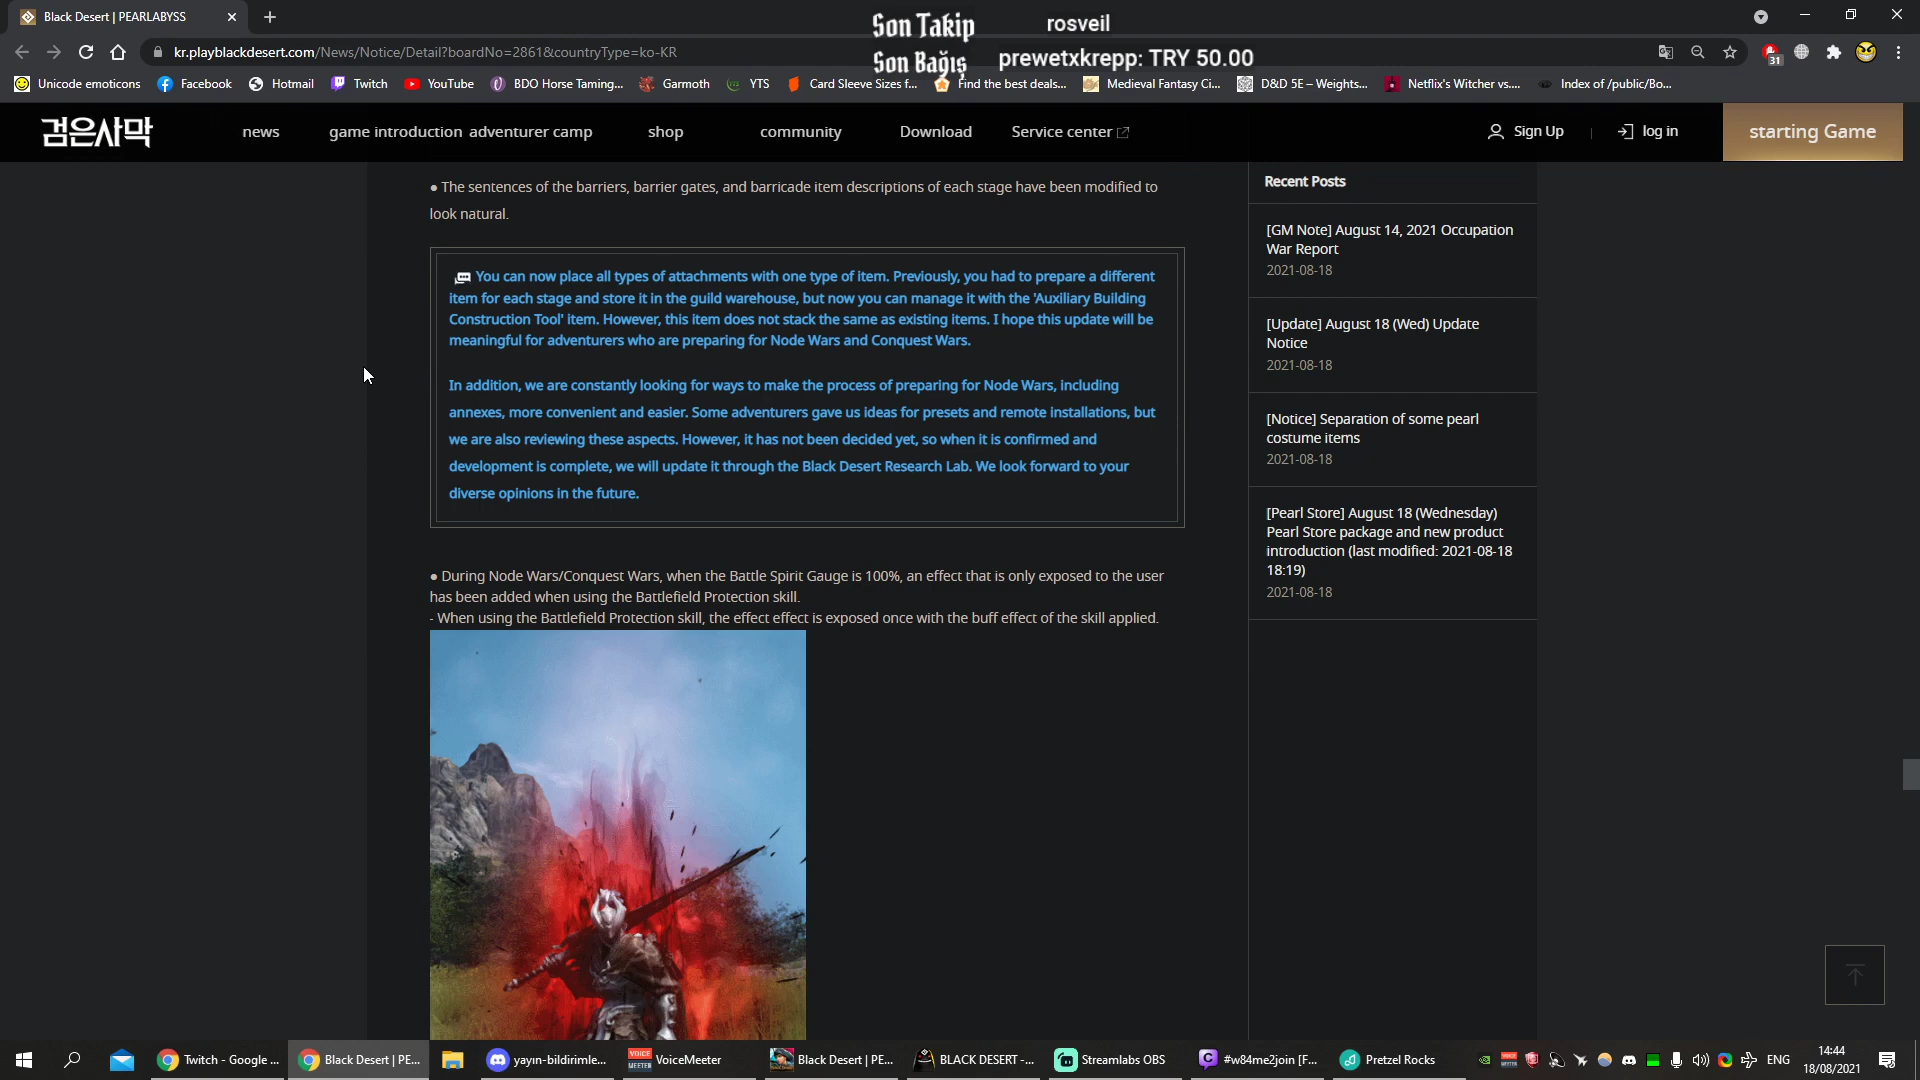 Black Desert | PEARLABYSS
Son Takip rosveil
Son Bağış prewetxkrepp: TRY 50.00
kr.playblackdesert.com/News/Notice/Detail?boardNo=2861&countryType=ko-KR
31
Unicode emoticons Facebook Hotmail Twitch YouTube BDO Horse Taming... Garmoth YTS Card Sleeve Sizes f... Find the best deals... Medieval Fantasy Ci... D&D 5E – Weights... Netflix's Witcher vs.... Index of /public/Bo...
검은사막 news game introduction adventurer camp shop community Download Service center Sign Up log in starting Game
● The sentences of the barriers, barrier gates, and barricade item descriptions of each stage have been modified to
look natural.
You can now place all types of attachments with one type of item. Previously, you had to prepare a different
item for each stage and store it in the guild warehouse, but now you can manage it with the 'Auxiliary Building
Construction Tool' item. However, this item does not stack the same as existing items. I hope this update will be
meaningful for adventurers who are preparing for Node Wars and Conquest Wars.
In addition, we are constantly looking for ways to make the process of preparing for Node Wars, including
annexes, more convenient and easier. Some adventurers gave us ideas for presets and remote installations, but
we are also reviewing these aspects. However, it has not been decided yet, so when it is confirmed and
development is complete, we will update it through the Black Desert Research Lab. We look forward to your
diverse opinions in the future.
● During Node Wars/Conquest Wars, when the Battle Spirit Gauge is 100%, an effect that is only exposed to the user
has been added when using the Battlefield Protection skill.
- When using the Battlefield Protection skill, the effect effect is exposed once with the buff effect of the skill applied.
Recent Posts
[GM Note] August 14, 2021 Occupation
War Report
2021-08-18
[Update] August 18 (Wed) Update
Notice
2021-08-18
[Notice] Separation of some pearl
costume items
2021-08-18
[Pearl Store] August 18 (Wednesday)
Pearl Store package and new product
introduction (last modified: 2021-08-18
18:19)
2021-08-18
Twitch - Google ... Black Desert | PE... yayın-bildirimle... VOICE MEETER VoiceMeeter Black Desert | PE... BLACK DESERT -... Streamlabs OBS #w84me2join [F... Pretzel Rocks ENG 14:44
18/08/2021